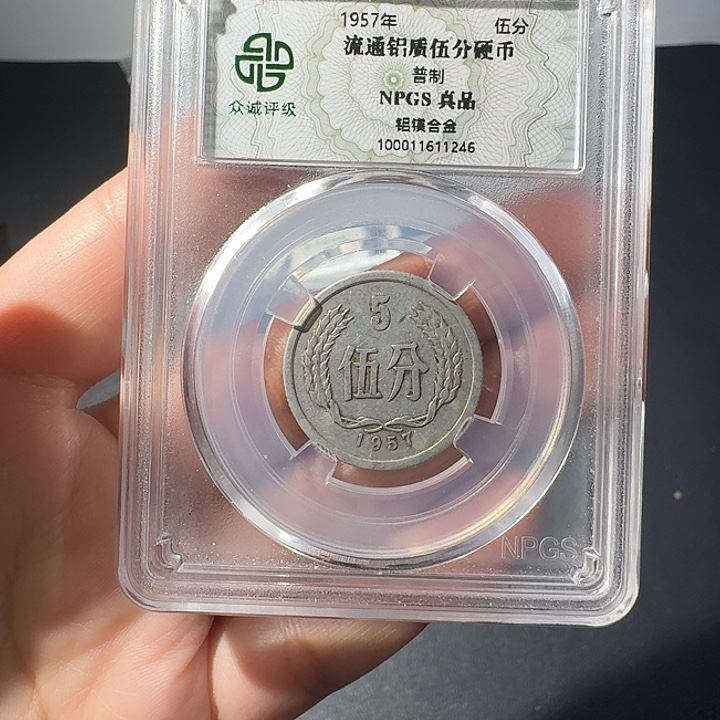 1957年 伍分
流通铝质伍分硬币
普制
NPGS 真品
铝镁合金
100011611246
众诚评级
5
伍分
1957
NPGS